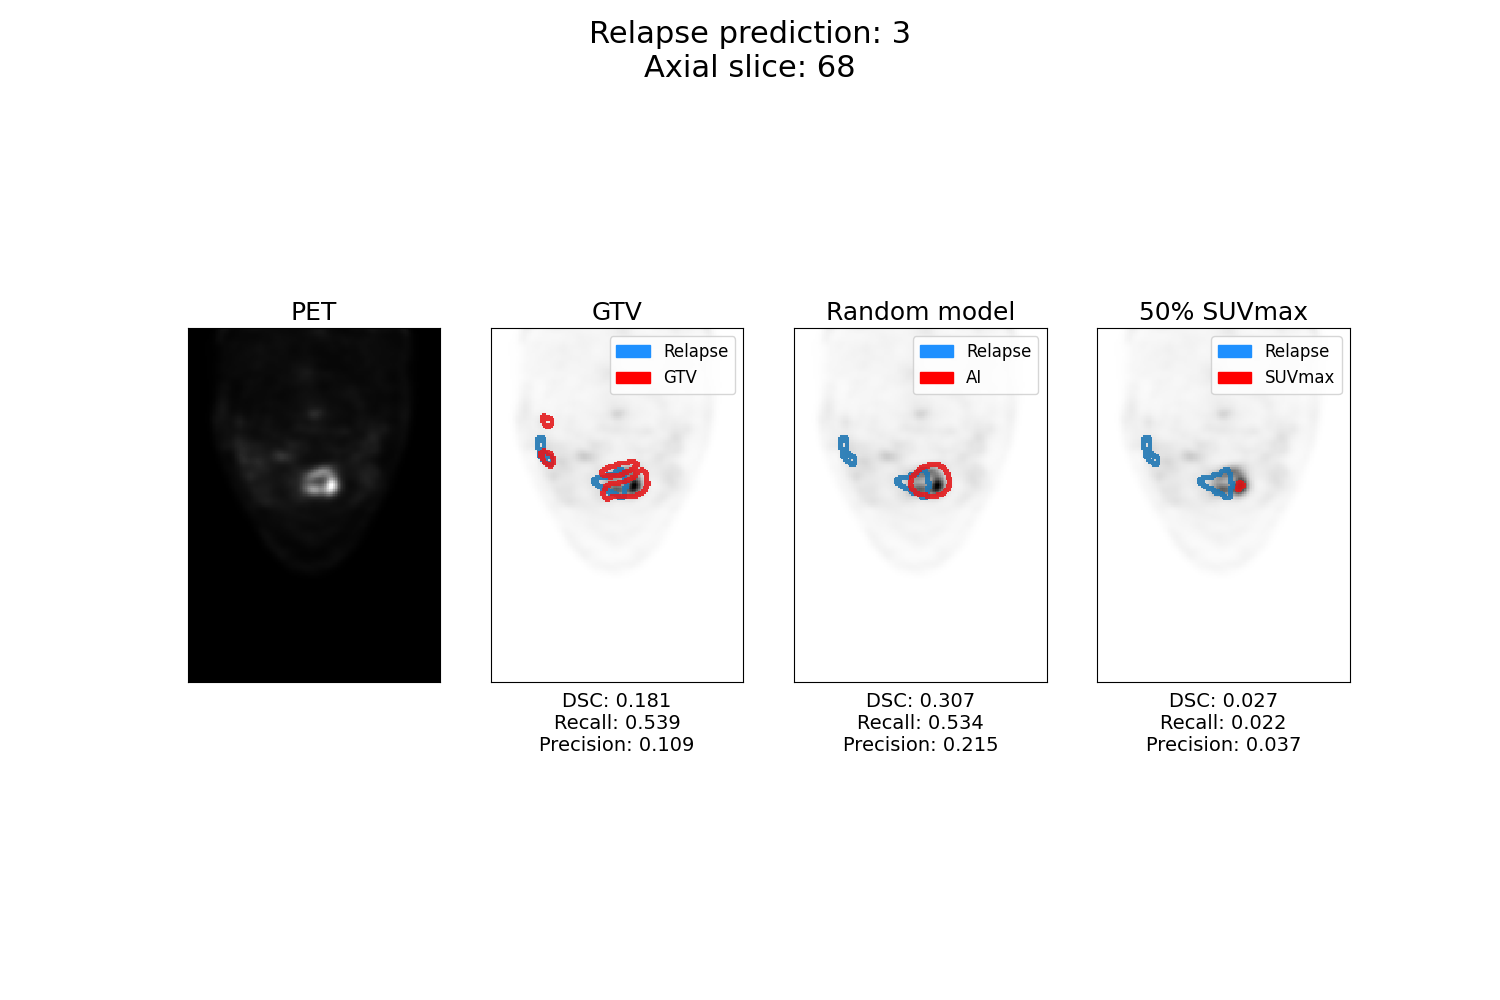 Relapse prediction: 3
Axial slice: 68
PET
GTV
Random model
50% SUVmax
Relapse
GTV
Relapse
AI
Relapse
SUVmax
DSC: 0.181
Recall: 0.539
Precision: 0.109
DSC: 0.307
Recall: 0.534
Precision: 0.215
DSC: 0.027
Recall: 0.022
Precision: 0.037